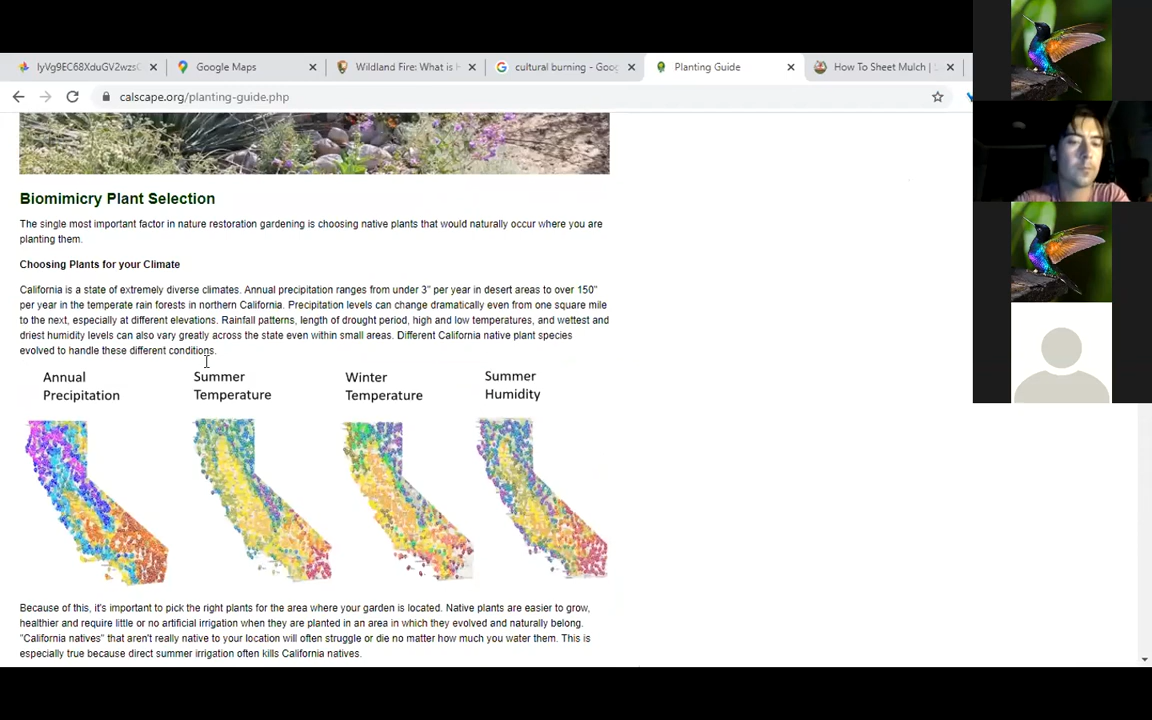 lyVg9EC68XduGV2wzs
Google Maps
Wildland Fire: What is
cultural burning - Goo
Planting Guide
How To Sheet Mulch |
calscape.org/planting-guide.php
Biomimicry Plant Selection
The single most important factor in nature restoration gardening is choosing native plants that would naturally occur where you are
planting them.
Choosing Plants for your Climate
California is a state of extremely diverse climates. Annual precipitation ranges from under 3" per year in desert areas to over 150"
per year in the temperate rain forests in northern California. Precipitation levels can change dramatically even from one square mile
to the next, especially at different elevations. Rainfall patterns, length of drought period, high and low temperatures, and wettest and
driest humidity levels can also vary greatly across the state even within small areas. Different California native plant species
evolved to handle these different conditions.
Annual
Precipitation
Summer
Temperature
Winter
Temperature
Summer
Humidity
Because of this, it's important to pick the right plants for the area where your garden is located. Native plants are easier to grow,
healthier and require little or no artificial irrigation when they are planted in an area in which they evolved and naturally belong.
"California natives" that aren't really native to your location will often struggle or die no matter how much you water them. This is
especially true because direct summer irrigation often kills California natives.